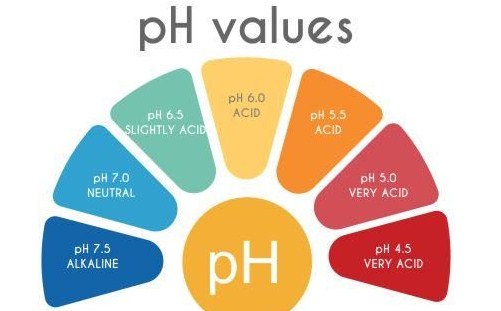 pH values
pH 7.5
ALKALINE
pH 7.0
NEUTRAL
pH 6.5
SLIGHTLY ACID
pH 6.0
ACID
pH 5.5
ACID
pH 5.0
VERY ACID
pH 4.5
VERY ACID
pH